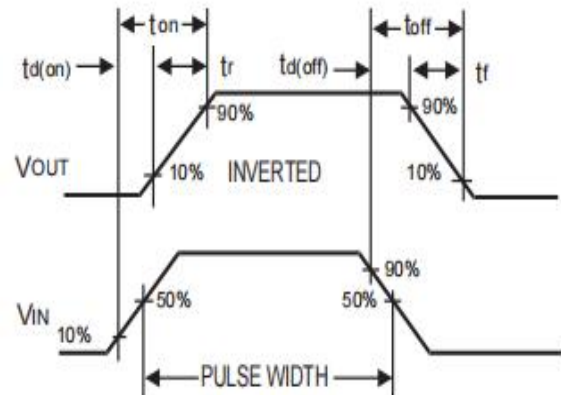 ton
toff
td(on)
tr
td(off)
tf
90%
90%
VOUT
10%
INVERTED
10%
90%
VIN
50%
50%
10%
PULSE WIDTH